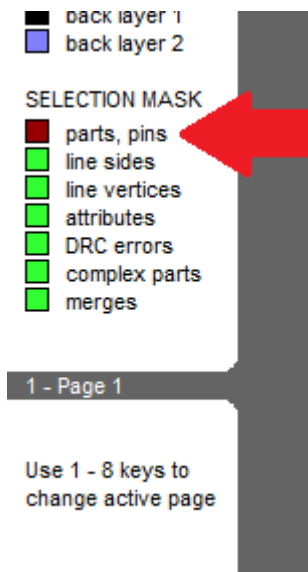 back layer 1
back layer 2
SELECTION MASK
parts, pins
line sides
line vertices
attributes
DRC errors
complex parts
merges
1 - Page 1
Use 1 - 8 keys to
change active page